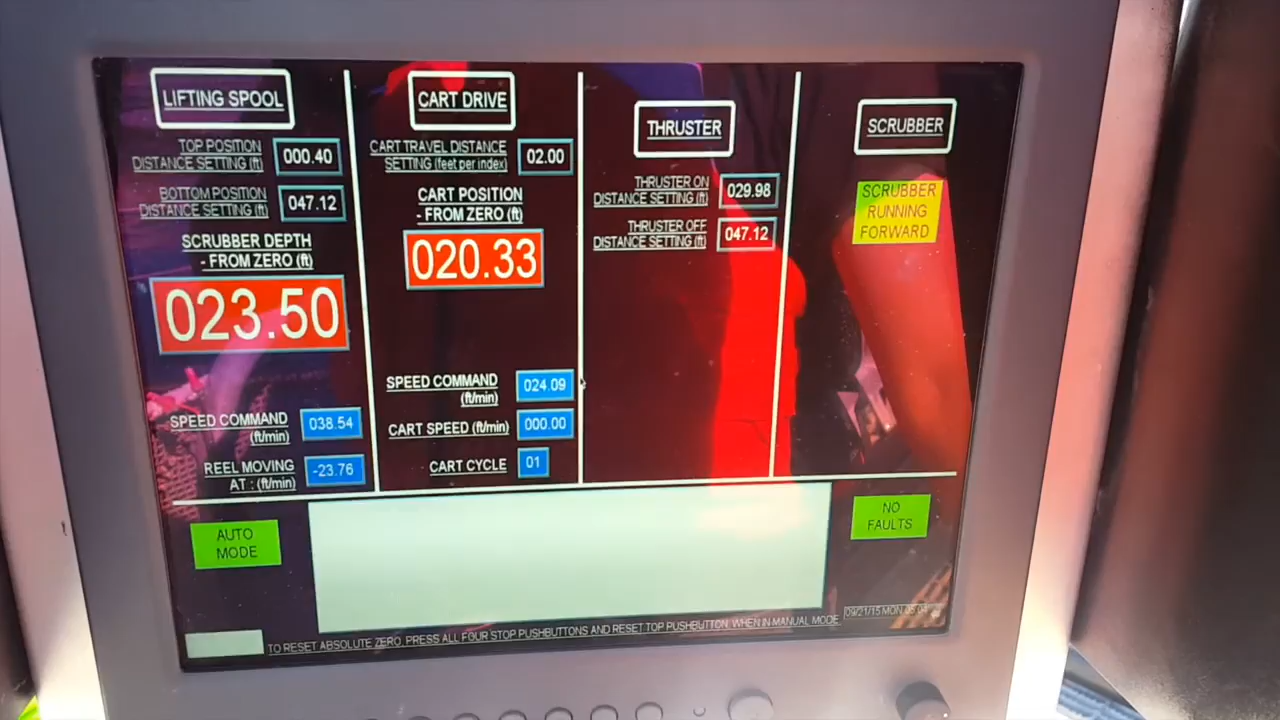 LIFTING SPOOL
TOP POSITION
DISTANCE SETTING (ft)
000.40
BOTTOM POSITION
DISTANCE SETTING (ft)
047.12
SCRUBBER DEPTH
- FROM ZERO (ft)
023.50
SPEED COMMAND
(ft/min)
038.54
REEL MOVING
AT : (ft/min)
-23.76
CART DRIVE
CART TRAVEL DISTANCE
SETTING (feet per index)
02.00
CART POSITION
- FROM ZERO (ft)
020.33
SPEED COMMAND
(ft/min)
024.09
CART SPEED (ft/min)
000.00
CART CYCLE
01
THRUSTER
THRUSTER ON
DISTANCE SETTING (ft)
029.98
THRUSTER OFF
DISTANCE SETTING (ft)
047.12
SCRUBBER
SCRUBBER
RUNNING
FORWARD
AUTO
MODE
NO
FAULTS
09/21/15 MON
TO RESET ABSOLUTE ZERO, PRESS ALL FOUR STOP PUSHBUTTONS AND RESET TOP PUSHBUTTON, WHEN IN MANUAL MODE.